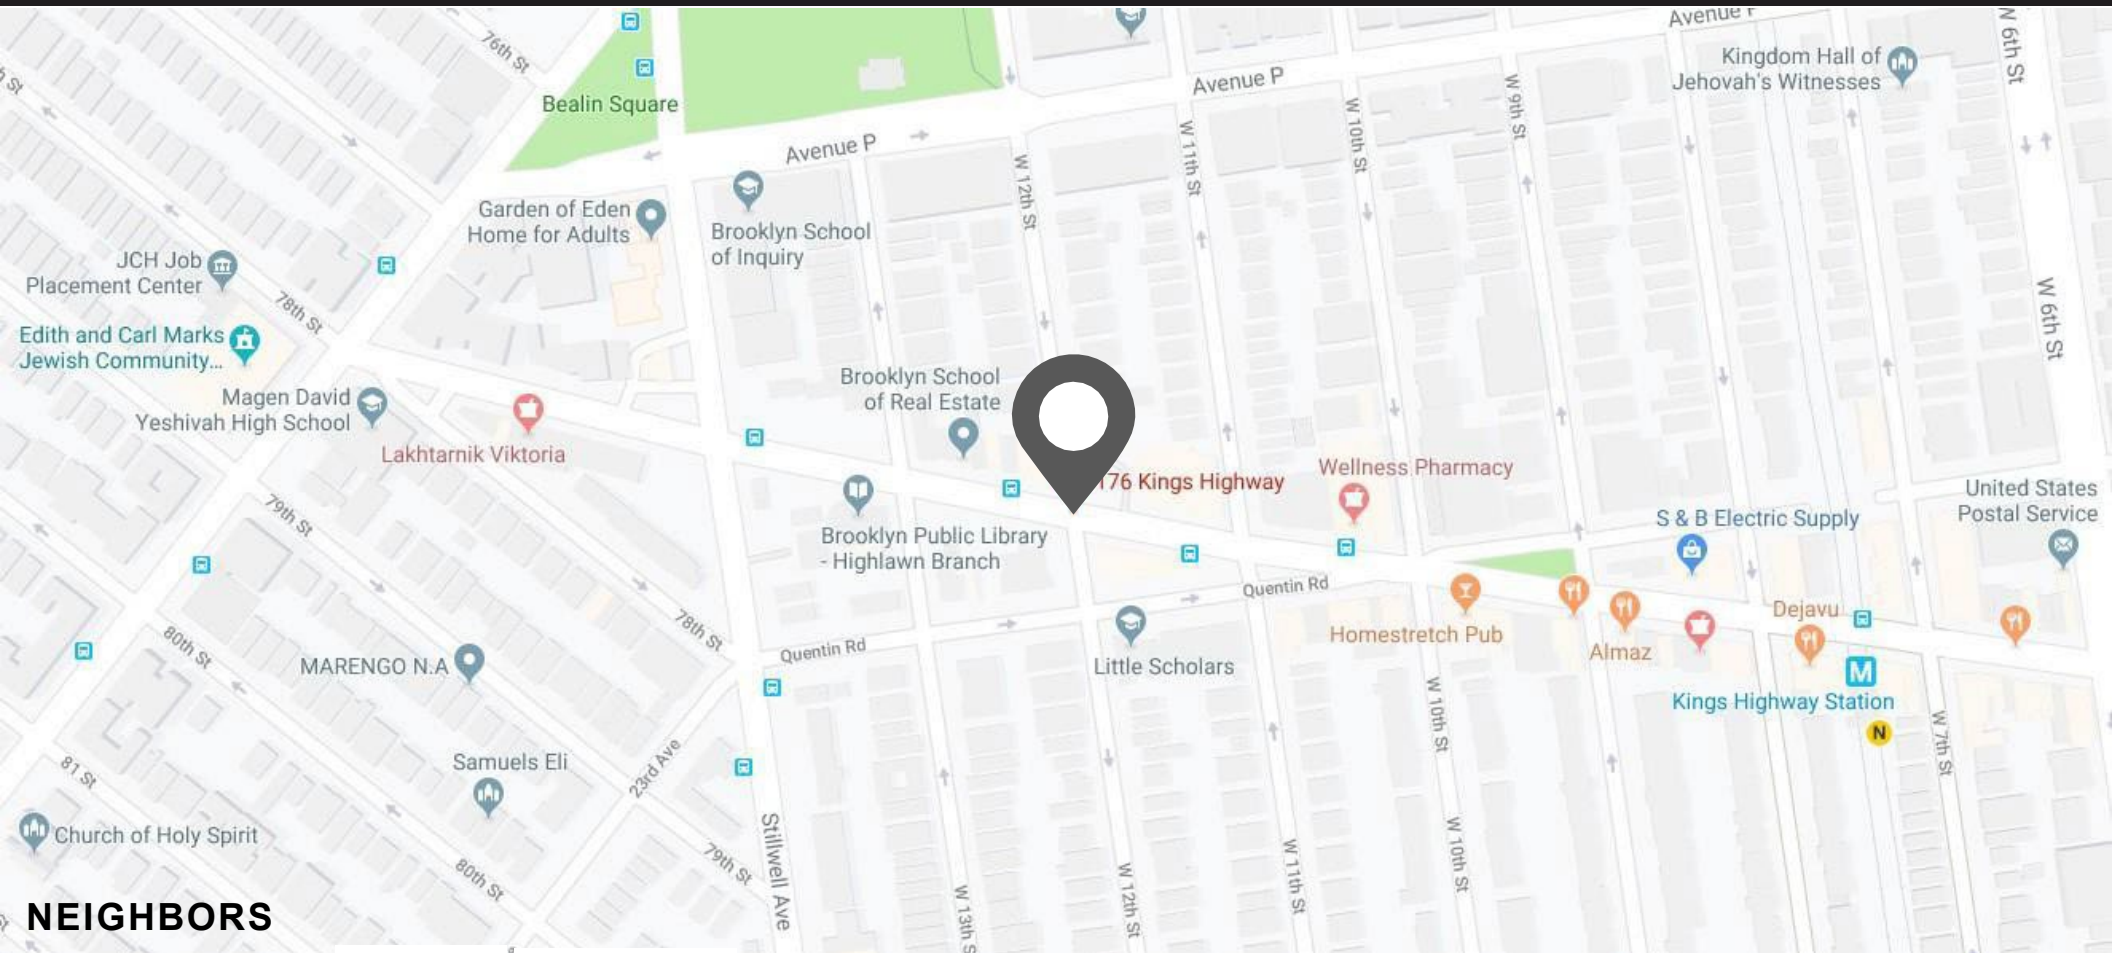 76th St
Bealin Square
Avenue P
Avenue P
Avenue
W 6th St
Kingdom Hall of
Jehovah's Witnesses
W 9th St
W 10th St
W 11th St
W 12th St
Garden of Eden
Home for Adults
Brooklyn School
of Inquiry
JCH Job
Placement Center
78th St
Edith and Carl Marks
Jewish Community...
W 6th St
Magen David
Yeshivah High School
Lakhtarnik Viktoria
Brooklyn School
of Real Estate
176 Kings Highway
Wellness Pharmacy
United States
Postal Service
S & B Electric Supply
79th St
Brooklyn Public Library
- Highlawn Branch
Quentin Rd
Homestretch Pub
Dejavu
Almaz
78th St
80th St
Quentin Rd
Little Scholars
MARENGO N.A
M
Kings Highway Station
N
W 10th St
W 7th St
23rd Ave
81 St
Samuels Eli
Church of Holy Spirit
80th St
79th St
Stillwell Ave
W 13th S
W 12th St
W 11th St
W 10th St
NEIGHBORS